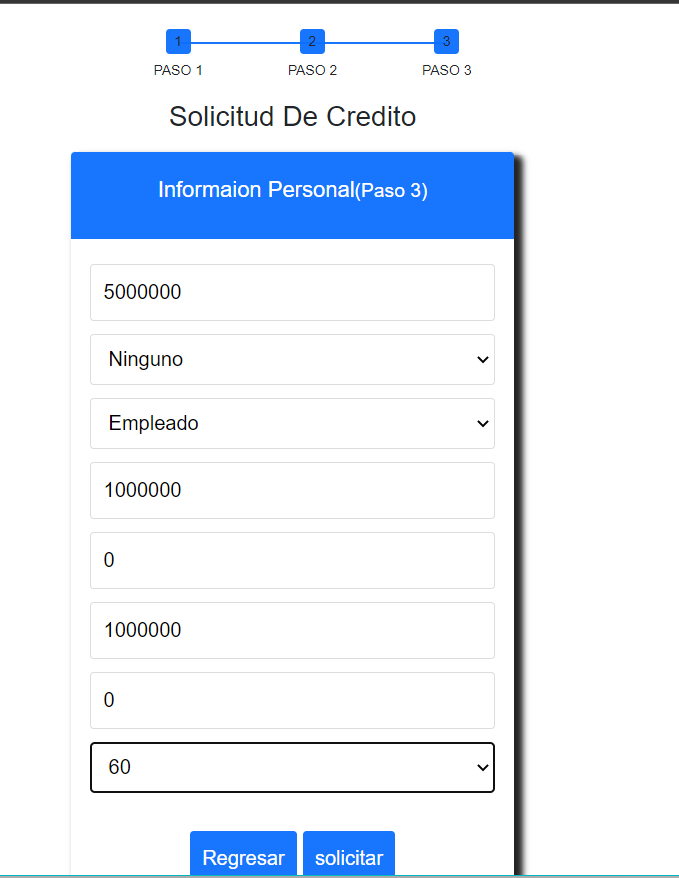 1 2 3
PASO 1 PASO 2 PASO 3
Solicitud De Credito
Informaion Personal(Paso 3)
5000000
Ninguno
Empleado
1000000
0
1000000
0
60
Regresar solicitar